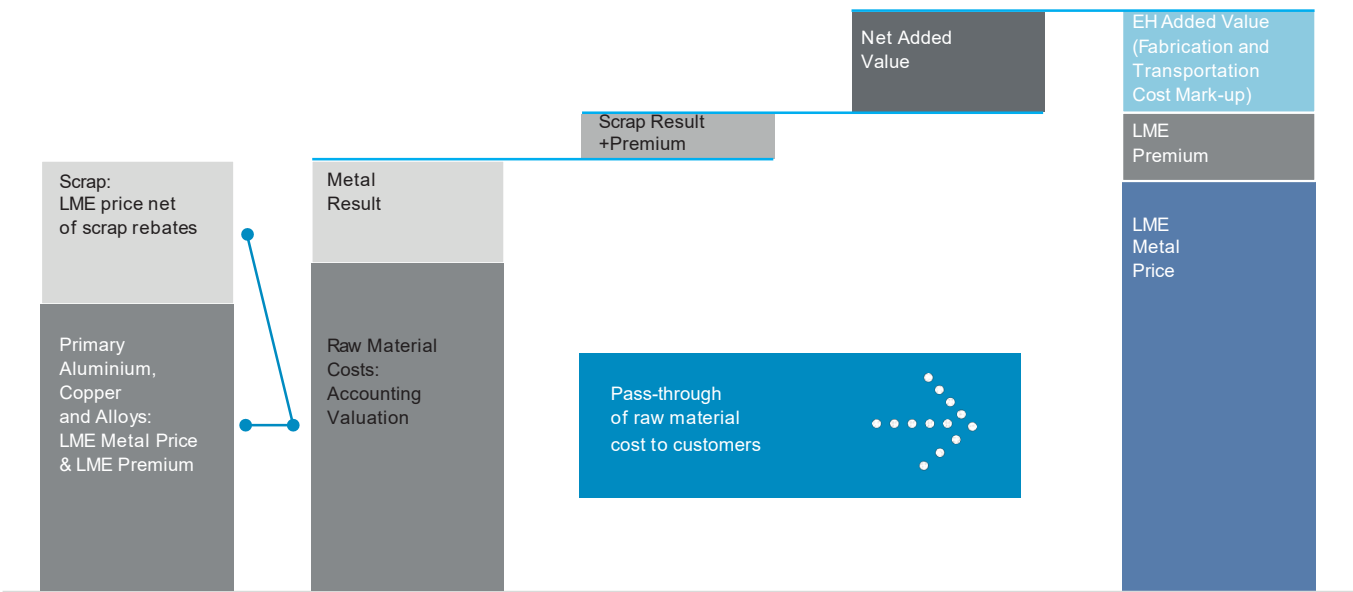 Scrap:
LME price net
of scrap rebates
Primary
Aluminium,
Copper
and Alloys:
LME Metal Price
& LME Premium
Metal
Result
Raw Material
Costs:
Accounting
Valuation
Scrap Result
+Premium
Pass-through
of raw material
cost to customers
Net Added
Value
EH Added Value
(Fabrication and
Transportation
Cost Mark-up)
LME
Premium
LME
Metal
Price